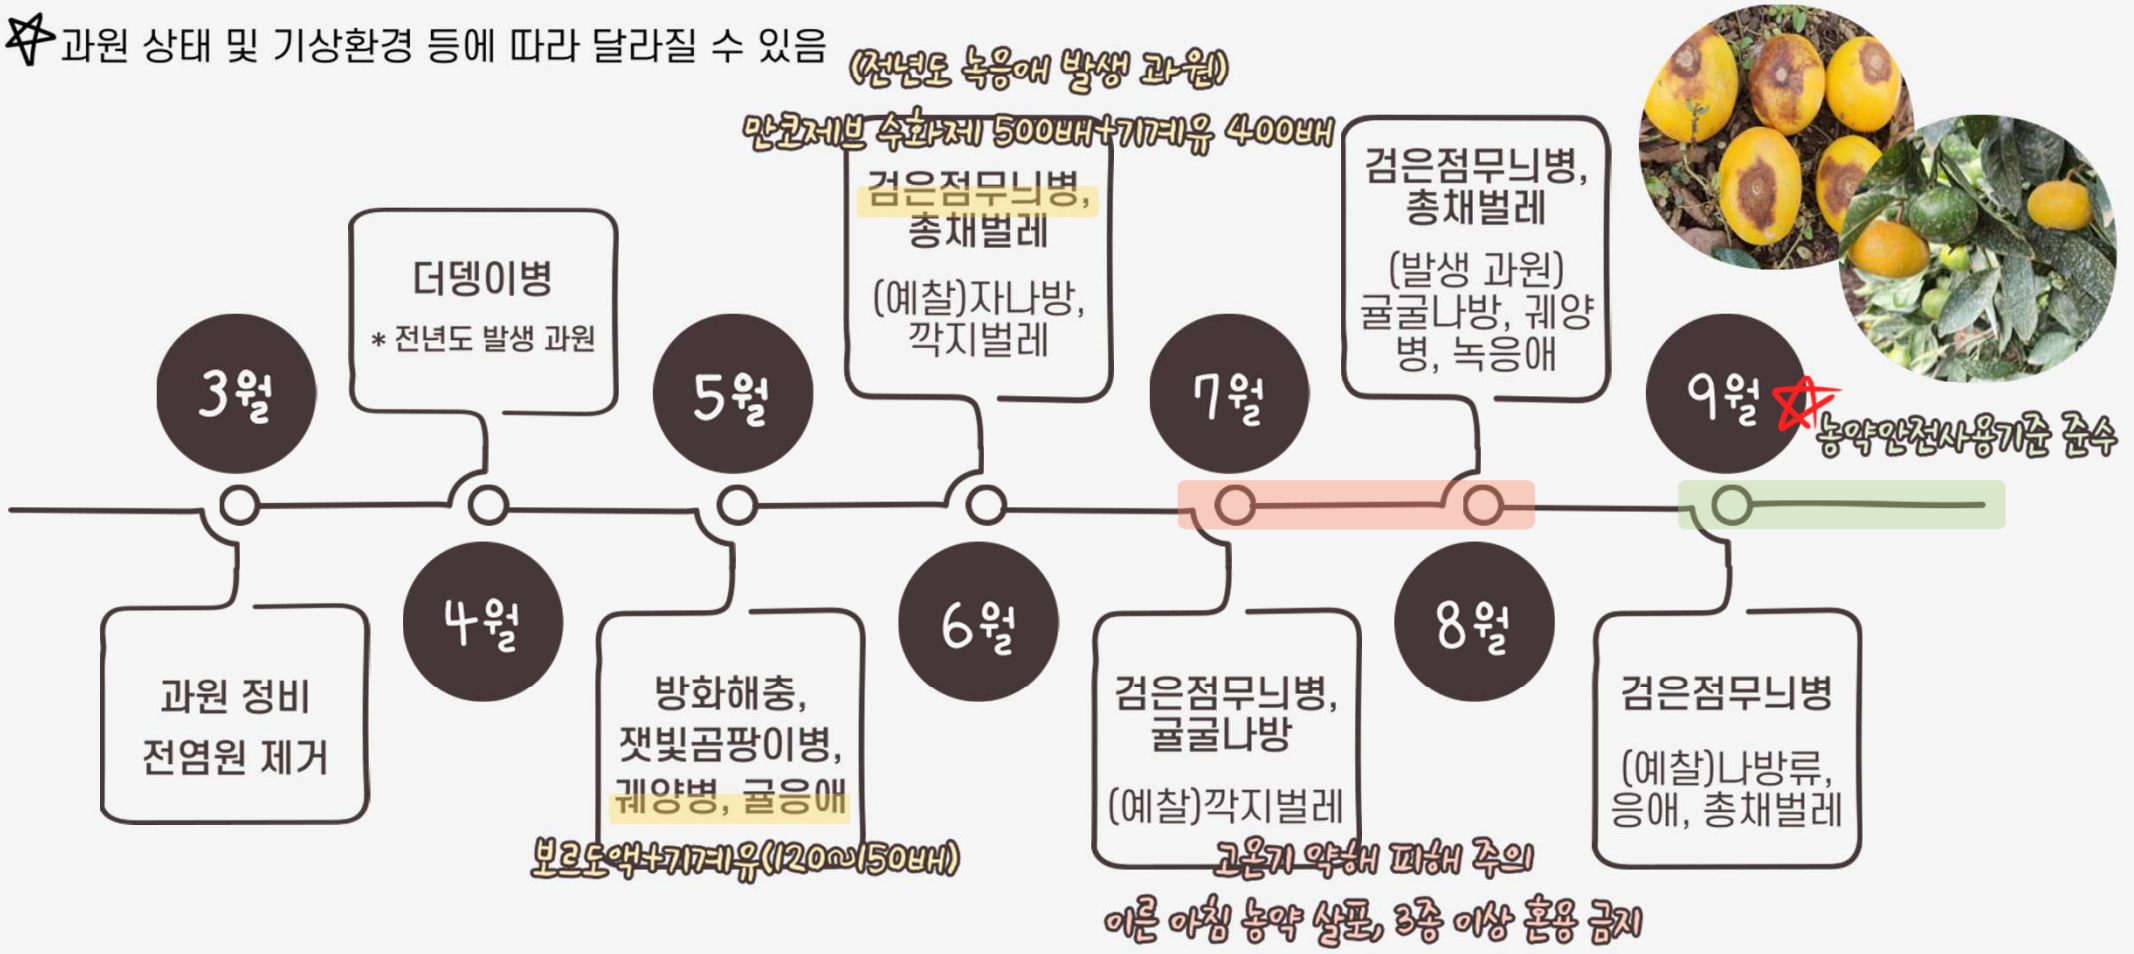 과원 상태 및 기상환경 등에 따라 달라질 수 있음
(전년도 녹응애 발생 과원)
만코제브 수화제 500배+기계유 400배
3월
과원 정비
전염원 제거
더뎅이병
* 전년도 발생 과원
4월
5월
방화해충,
잿빛곰팡이병,
궤양병, 귤응애
보르도액+기계유(120~150배)
검은점무늬병,
총채벌레
(예찰)자나방,
깍지벌레
6월
7월
검은점무늬병,
귤굴나방
(예찰)깍지벌레
고온기 약해 피해 주의
이른 아침 농약 살포, 3종 이상 혼용 금지
검은점무늬병,
총채벌레
(발생 과원)
귤굴나방, 궤양
병, 녹응애
8월
9월
농약안전사용기준 준수
검은점무늬병
(예찰)나방류,
응애, 총채벌레